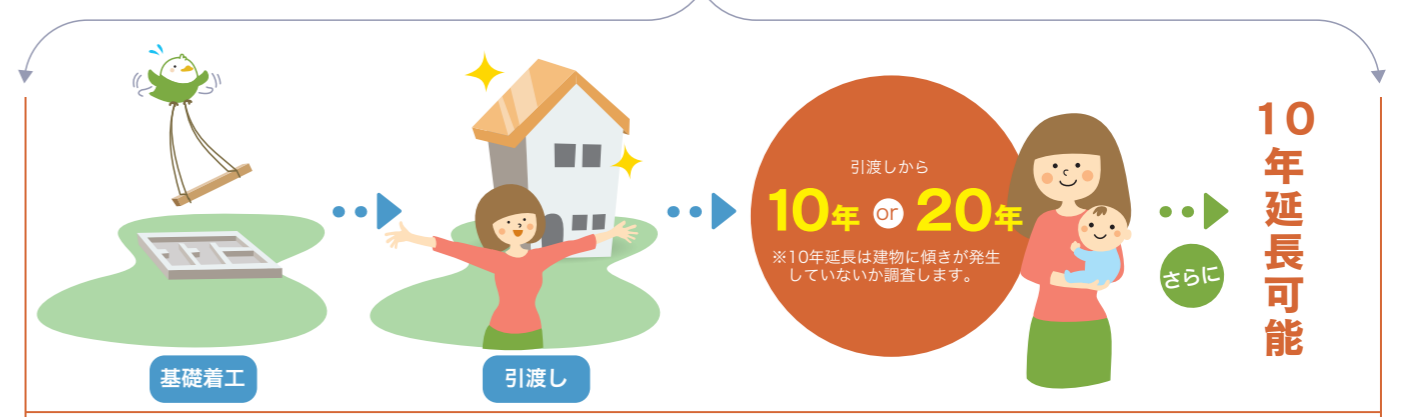 基礎着工
引渡し
引渡しから
10年 or 20年
※10年延長は建物に傾きが発生
していないか調査します。
さらに
10年延長可能